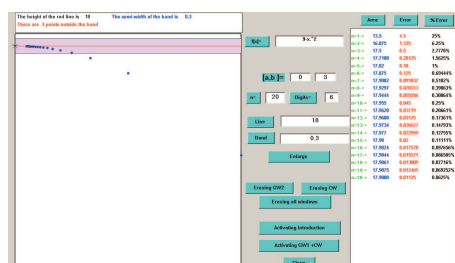 The height of the red line is 18 The semi-width of the band is 0.3
There are 3 points outside the band
Area Error % Error
f(x)= 9-x.^2
[a,b]= 0 3
n= 20 Digits= 6
Line 18
Band 0.3
Enlarge
Erasing GW2 Erasing CW
Erasing all windows
Activating Introduction
Activating GW1 +CW
Close
n=1-> 13.5 4.5 25%
n=2-> 16.875 1.125 6.25%
n=3-> 17.5 0.5 2.7778%
n=4-> 17.7188 0.28125 1.5625%
n=5-> 17.82 0.18 1%
n=6-> 17.875 0.125 0.69444%
n=7-> 17.9082 0.091837 0.5102%
n=8-> 17.9297 0.070313 0.39063%
n=9-> 17.9444 0.055556 0.30864%
n=10-> 17.955 0.045 0.25%
n=11-> 17.9628 0.03719 0.20661%
n=12-> 17.9688 0.03125 0.17361%
n=13-> 17.9734 0.026627 0.14793%
n=14-> 17.977 0.022959 0.12755%
n=15-> 17.98 0.02 0.11111%
n=16-> 17.9824 0.017578 0.097656%
n=17-> 17.9844 0.015571 0.086505%
n=18-> 17.9861 0.013889 0.07716%
n=19-> 17.9875 0.012465 0.069252%
n=20-> 17.9888 0.01125 0.0625%